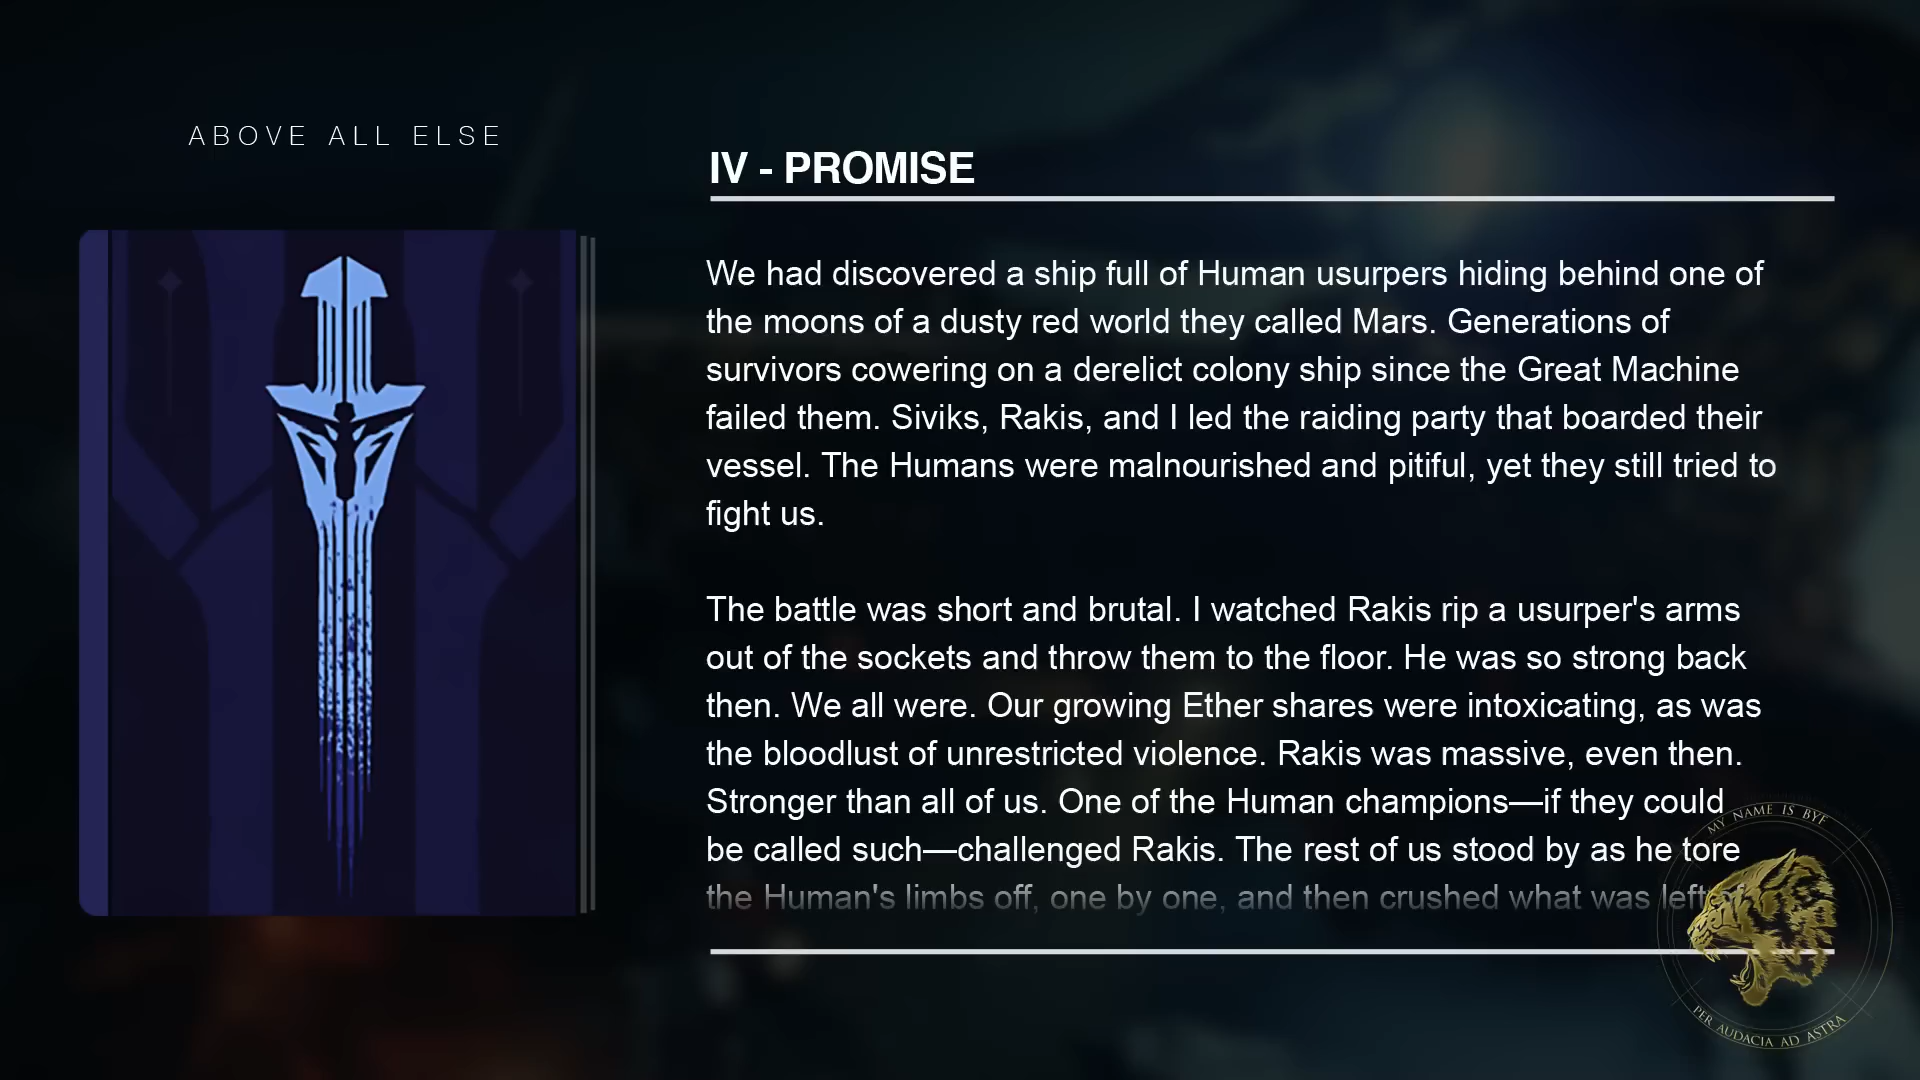 ABOVE ALL ELSE
IV - PROMISE
We had discovered a ship full of Human usurpers hiding behind one of
the moons of a dusty red world they called Mars. Generations of
survivors cowering on a derelict colony ship since the Great Machine
failed them. Siviks, Rakis, and I led the raiding party that boarded their
vessel. The Humans were malnourished and pitiful, yet they still tried to
fight us.
The battle was short and brutal. I watched Rakis rip a usurper's arms
out of the sockets and throw them to the floor. He was so strong back
then. We all were. Our growing Ether shares were intoxicating, as was
the bloodlust of unrestricted violence. Rakis was massive, even then.
Stronger than all of us. One of the Human champions—if they could
be called such—challenged Rakis. The rest of us stood by as he tore
the Human's limbs off, one by one, and then crushed what was left of
MY NAME IS BYF
PER AUDACIA AD ASTRA